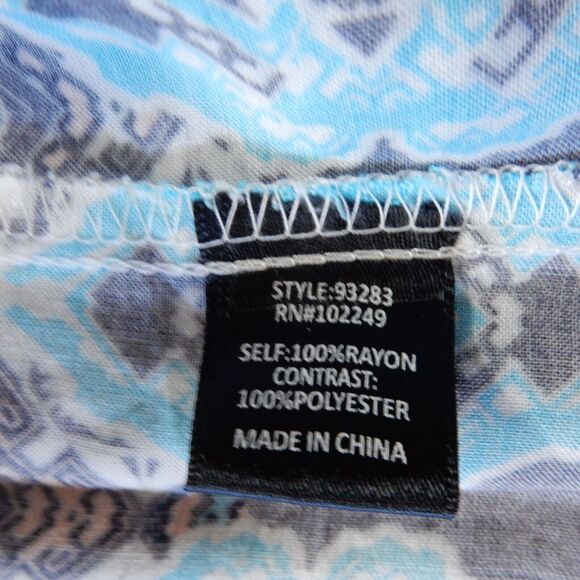 STYLE:93283
RN#102249
SELF:100%RAYON
CONTRAST:
100%POLYESTER
MADE IN CHINA